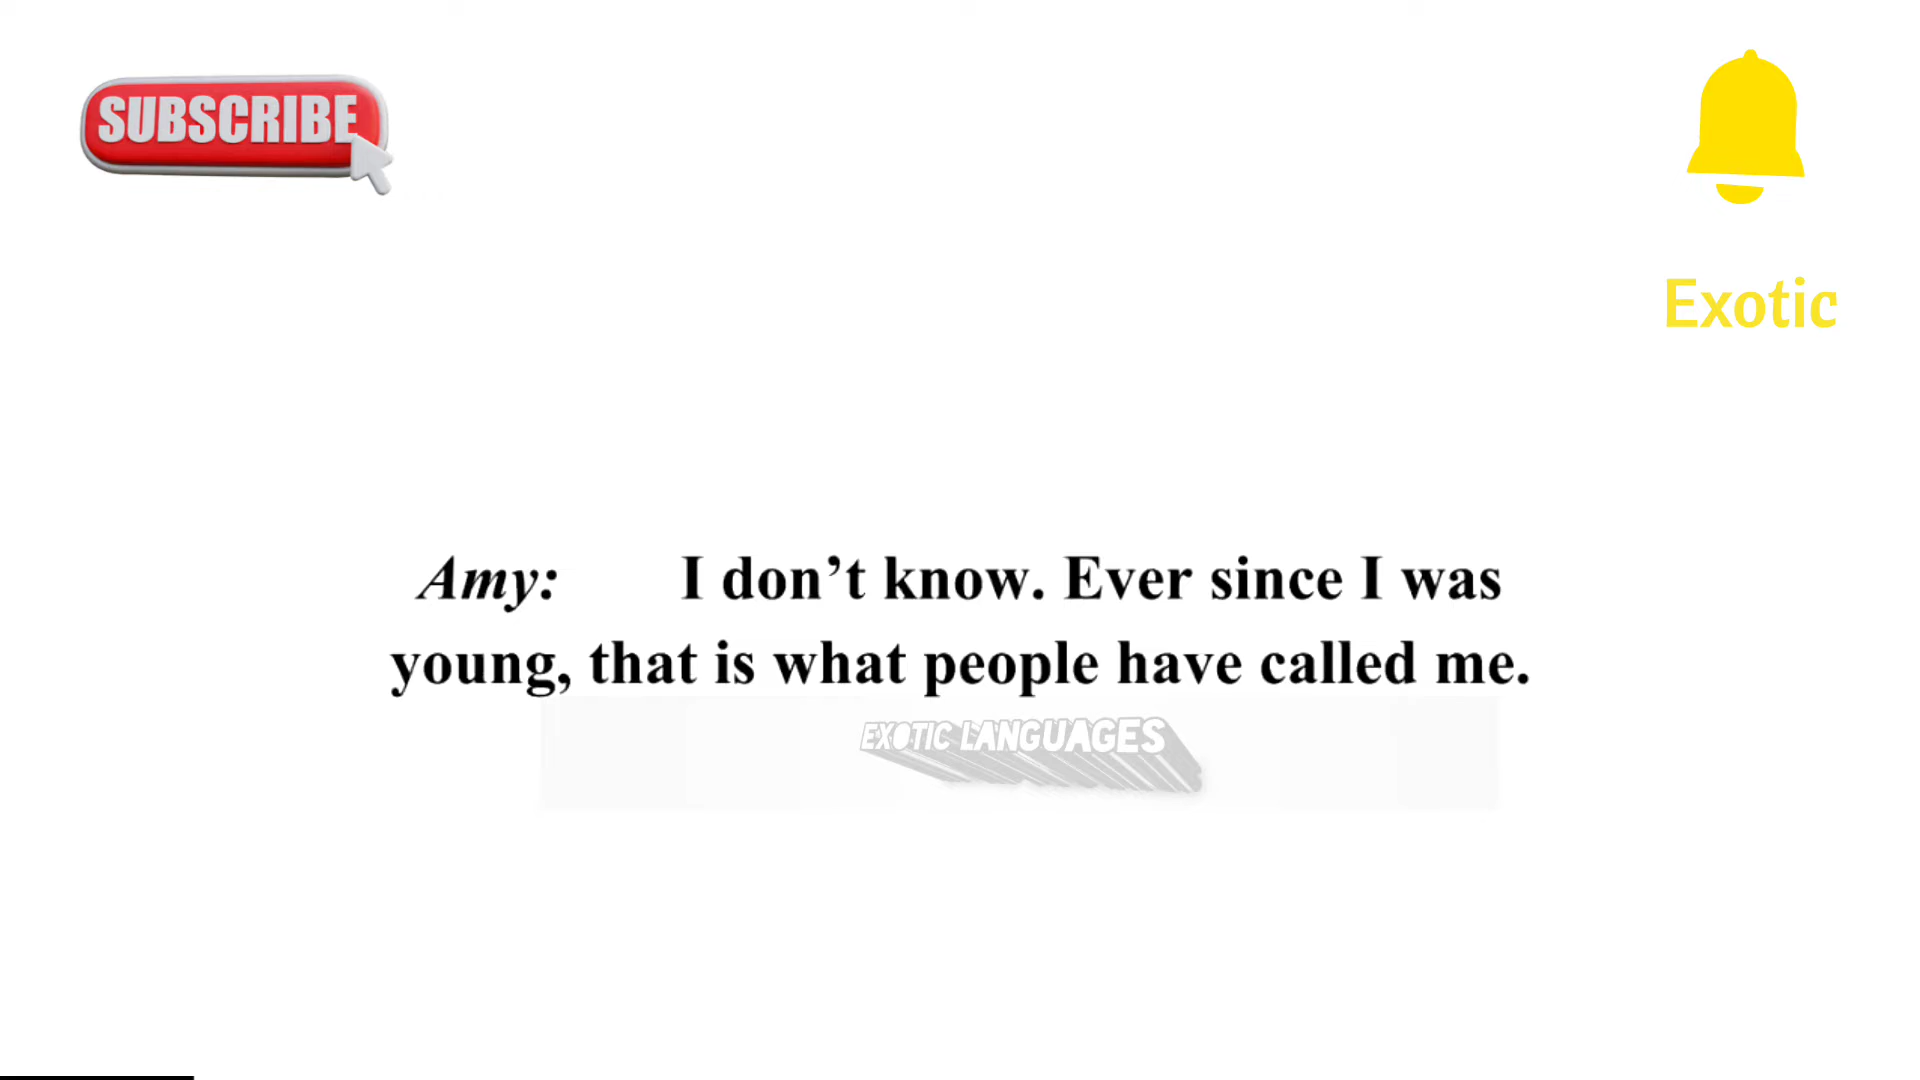 SUBSCRIBE
Exotic
Amy: I don’t know. Ever since I was
young, that is what people have called me.
EXOTIC LANGUAGES